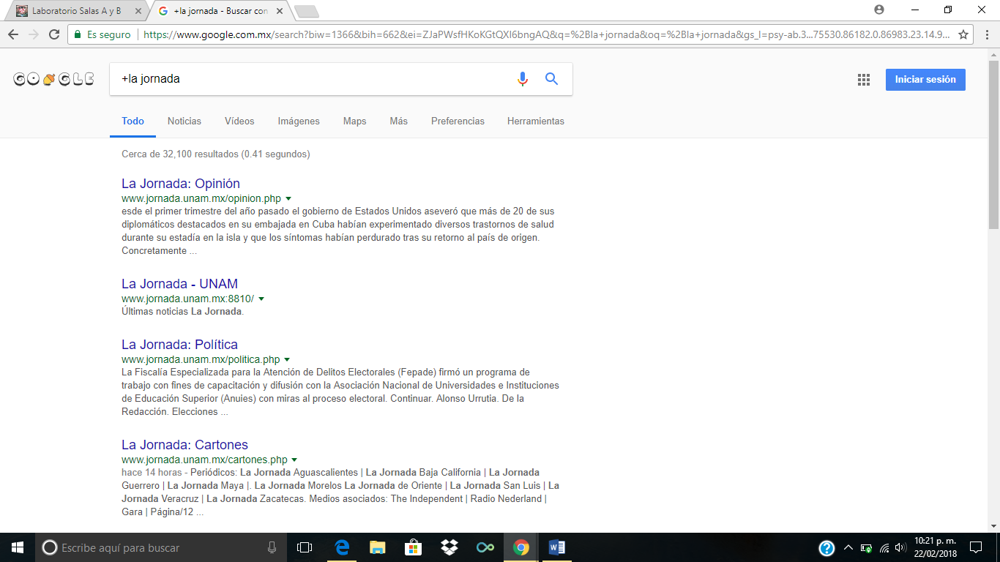 Laboratorio Salas A y B
+la jornada - Buscar con
Es seguro
https://www.google.com.mx/search?biw=1366&bih=662&ei=ZJaPWsfHKoKGtQXl6bngAQ&q=%2Bla+jornada&oq=%2Bla+jornada&gs_l=psy-ab.3...75530.86182.0.86983.23.14.9...
GOOGLE
+la jornada
Iniciar sesión
Todo Noticias Vídeos Imágenes Maps Más Preferencias Herramientas
Cerca de 32,100 resultados (0.41 segundos)
La Jornada: Opinión
www.jornada.unam.mx/opinion.php
esde el primer trimestre del año pasado el gobierno de Estados Unidos aseveró que más de 20 de sus
diplomáticos destacados en su embajada en Cuba habían experimentado diversos trastornos de salud
durante su estadía en la isla y que los síntomas habían perdurado tras su retorno al país de origen.
Concretamente ...
La Jornada - UNAM
www.jornada.unam.mx:8810/
Últimas noticias La Jornada.
La Jornada: Política
www.jornada.unam.mx/politica.php
La Fiscalía Especializada para la Atención de Delitos Electorales (Fepade) firmó un programa de
trabajo con fines de capacitación y difusión con la Asociación Nacional de Universidades e Instituciones
de Educación Superior (Anuies) con miras al proceso electoral. Continuar. Alonso Urrutia. De la
Redacción. Elecciones ...
La Jornada: Cartones
www.jornada.unam.mx/cartones.php
hace 14 horas - Periódicos: La Jornada Aguascalientes | La Jornada Baja California | La Jornada
Guerrero | La Jornada Maya |. La Jornada Morelos La Jornada de Oriente | La Jornada San Luis | La
Jornada Veracruz | La Jornada Zacatecas. Medios asociados: The Independent | Radio Nederland |
Gara | Página/12 ...
Escribe aquí para buscar
10:21 p. m.
22/02/2018